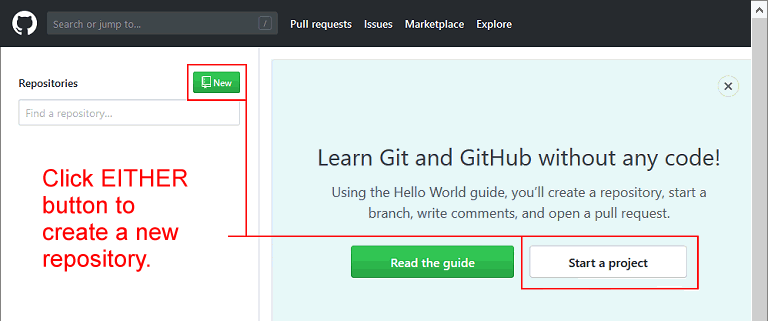 Search or jump to... /
Pull requests Issues Marketplace Explore
Repositories
New
Find a repository...
Click EITHER
button to
create a new
repository.
Learn Git and GitHub without any code!
Using the Hello World guide, you’ll create a repository, start a
branch, write comments, and open a pull request.
Read the guide
Start a project